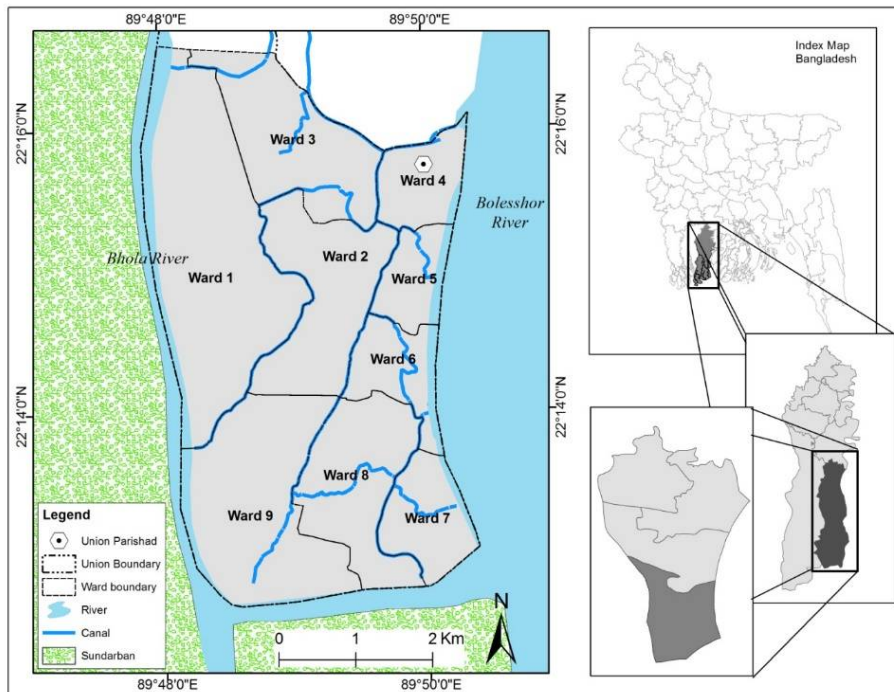 89°48'0"E
89°50'0"E
Index Map
Bangladesh
22°16'0"N
22°16'0"N
Ward 3
Ward 4
Bolesshor
River
Bhola River
Ward 2
Ward 1
Ward 5
Ward 6
22°14'0"N
22°14'0"N
Ward 8
Ward 9
Ward 7
Legend
Union Parishad
Union Boundary
Ward boundary
River
Canal
Sundarban
N
0 1 2 Km
89°48'0"E
89°50'0"E